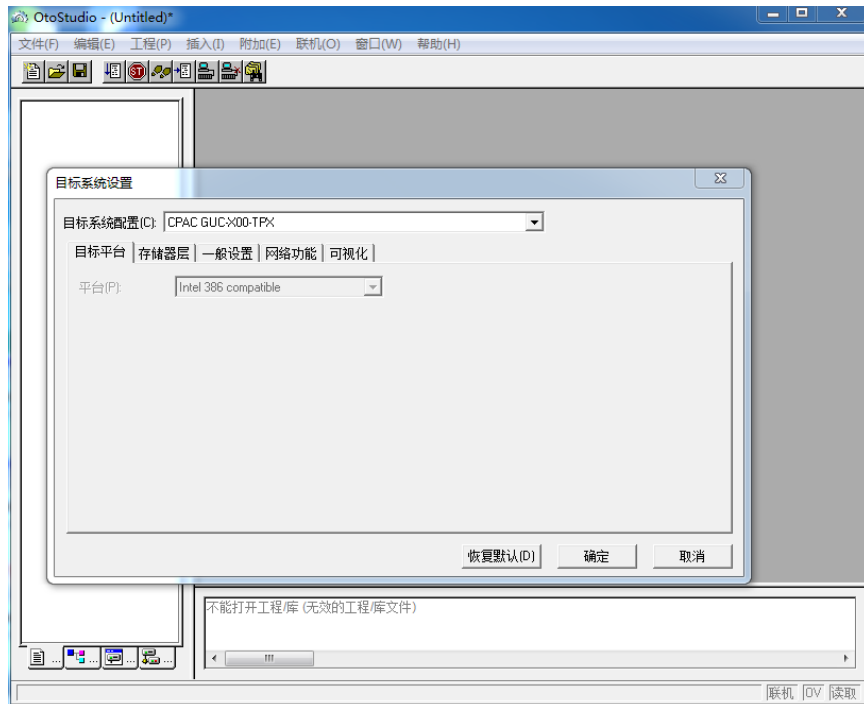 OtoStudio - (Untitled)*
文件(F) 编辑(E) 工程(P) 插入(I) 附加(E) 联机(O) 窗口(W) 帮助(H)
ST
目标系统设置
目标系统配置(C): CPAC GUC-X00-TPX
目标平台 存储器层 一般设置 网络功能 可视化
平台(P): Intel 386 compatible
恢复默认(D) 确定 取消
不能打开工程/库 (无效的工程/库文件)
... ... ... ...
联机 OV 读取